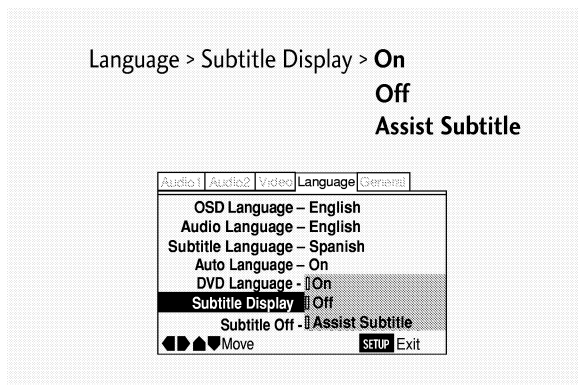 Language > Subtitle Display > On
Off
Assist Subtitle
Audio1 Audio2 Video Language General
OSD Language – English
Audio Language – English
Subtitle Language – Spanish
Auto Language – On
DVD Language - On
Subtitle Display Off
Subtitle Off - Assist Subtitle
Move SETUP Exit